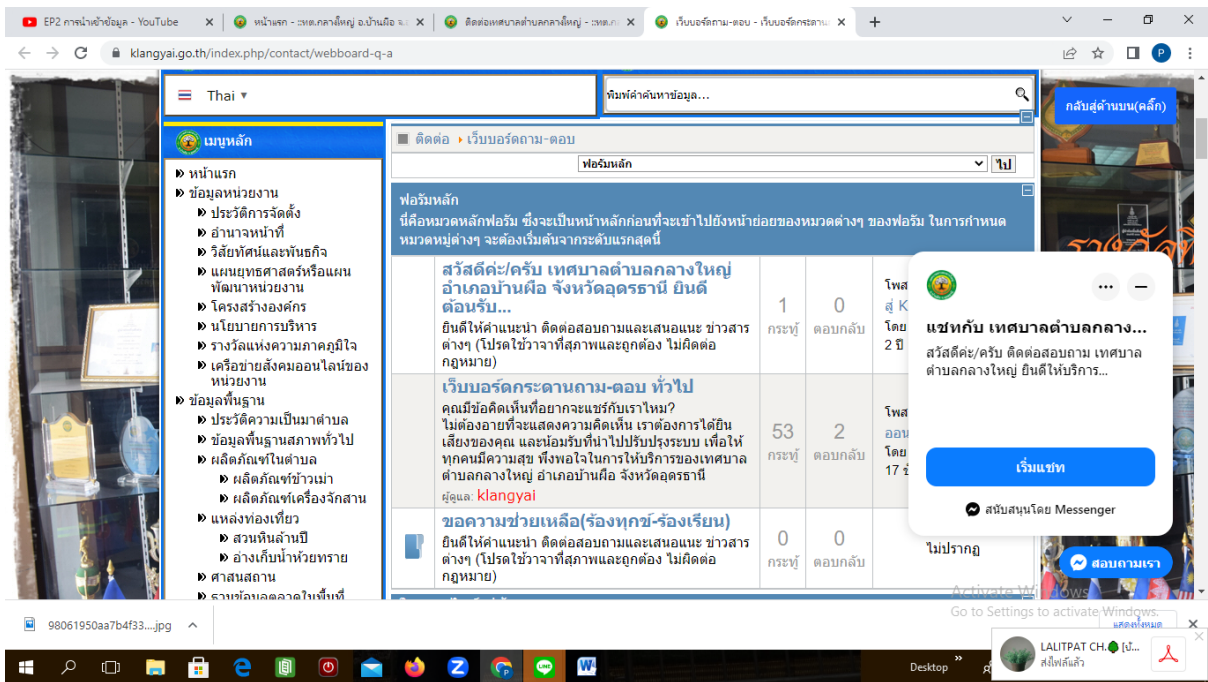 EP2 การนำเข้าข้อมูล - YouTube
หน้าแรก - ::ทต.กลางใหญ่ อ.บ้านผือ จ.
ติดต่อเทศบาลตำบลกลางใหญ่ -
เว็บบอร์ดถาม-ตอบ -
klangyai.go.th/index.php/contact/webboard-q-a
P
Thai
พิมพ์คำค้นหาข้อมูล...
กลับสู่ด้านบน(คลิ๊ก)
เมนูหลัก
หน้าแรก
ข้อมูลหน่วยงาน
ประวัติการจัดตั้ง
อำนาจหน้าที่
วิสัยทัศน์และพันธกิจ
แผนยุทธศาสตร์หรือแผน
พัฒนาหน่วยงาน
โครงสร้างองค์กร
นโยบายการบริหาร
รางวัลแห่งความภาคภูมิใจ
เครือข่ายสังคมออนไลน์ของ
หน่วยงาน
ข้อมูลพื้นฐาน
ประวัติความเป็นมาตำบล
ข้อมูลพื้นฐานสภาพทั่วไป
ผลิตภัณฑ์ในตำบล
ผลิตภัณฑ์ข้าวเม่า
ผลิตภัณฑ์เครื่องจักสาน
แหล่งท่องเที่ยว
สวนหินล้านปี
อ่างเก็บน้ำห้วยทราย
ศาสนสถาน
ฐานข้อมูลตลาดในพื้นที่
ติดต่อ เว็บบอร์ดถาม-ตอบ
ฟอรัมหลัก ไป
ฟอรัมหลัก
นี่คือหมวดหลักฟอรัม ซึ่งจะเป็นหน้าหลักก่อนที่จะเข้าไปยังหน้าย่อยของหมวดต่างๆ ของฟอรัม ในการกำหนด
หมวดหมู่ต่างๆ จะต้องเริ่มต้นจากระดับแรกสุดนี้
สวัสดีค่ะ/ครับ เทศบาลตำบลกลางใหญ่
อำเภอบ้านผือ จังหวัดอุดรธานี ยินดี
ต้อนรับ...
ยินดีให้คำแนะนำ ติดต่อสอบถามและเสนอแนะ ข่าวสาร
ต่างๆ (โปรดใช้วาจาที่สุภาพและถูกต้อง ไม่ผิดต่อ
กฎหมาย)
1 กระทู้
0 ตอบกลับ
โพส
สู่ K
โดย
2 ปี
เว็บบอร์ดกระดานถาม-ตอบ ทั่วไป
คุณมีข้อคิดเห็นที่อยากจะแชร์กับเราไหม?
ไม่ต้องอายที่จะแสดงความคิดเห็น เราต้องการได้ยิน
เสียงของคุณ และน้อมรับที่นำไปปรับปรุงระบบ เพื่อให้
ทุกคนมีความสุข พึงพอใจในการให้บริการของเทศบาล
ตำบลกลางใหญ่ อำเภอบ้านผือ จังหวัดอุดรธานี
ผู้ดูแล: klangyai
53 กระทู้
2 ตอบกลับ
โพส
ออน
โดย
17
ขอความช่วยเหลือ(ร้องทุกข์-ร้องเรียน)
ยินดีให้คำแนะนำ ติดต่อสอบถามและเสนอแนะ ข่าวสาร
ต่างๆ (โปรดใช้วาจาที่สุภาพและถูกต้อง ไม่ผิดต่อ
กฎหมาย)
0 กระทู้
0 ตอบกลับ
ไม่ปรากฏ
แชทกับ เทศบาลตำบลกลาง...
สวัสดีค่ะ/ครับ ติดต่อสอบถาม เทศบาล
ตำบลกลางใหญ่ ยินดีให้บริการ...
เริ่มแชท
สนับสนุนโดย Messenger
สอบถามเรา
Activate Windows
Go to Settings to activate Windows.
98061950aa7b4f33....jpg
แสดงทั้งหมด
LALITPAT CH.
ส่งไฟล์แล้ว
Desktop